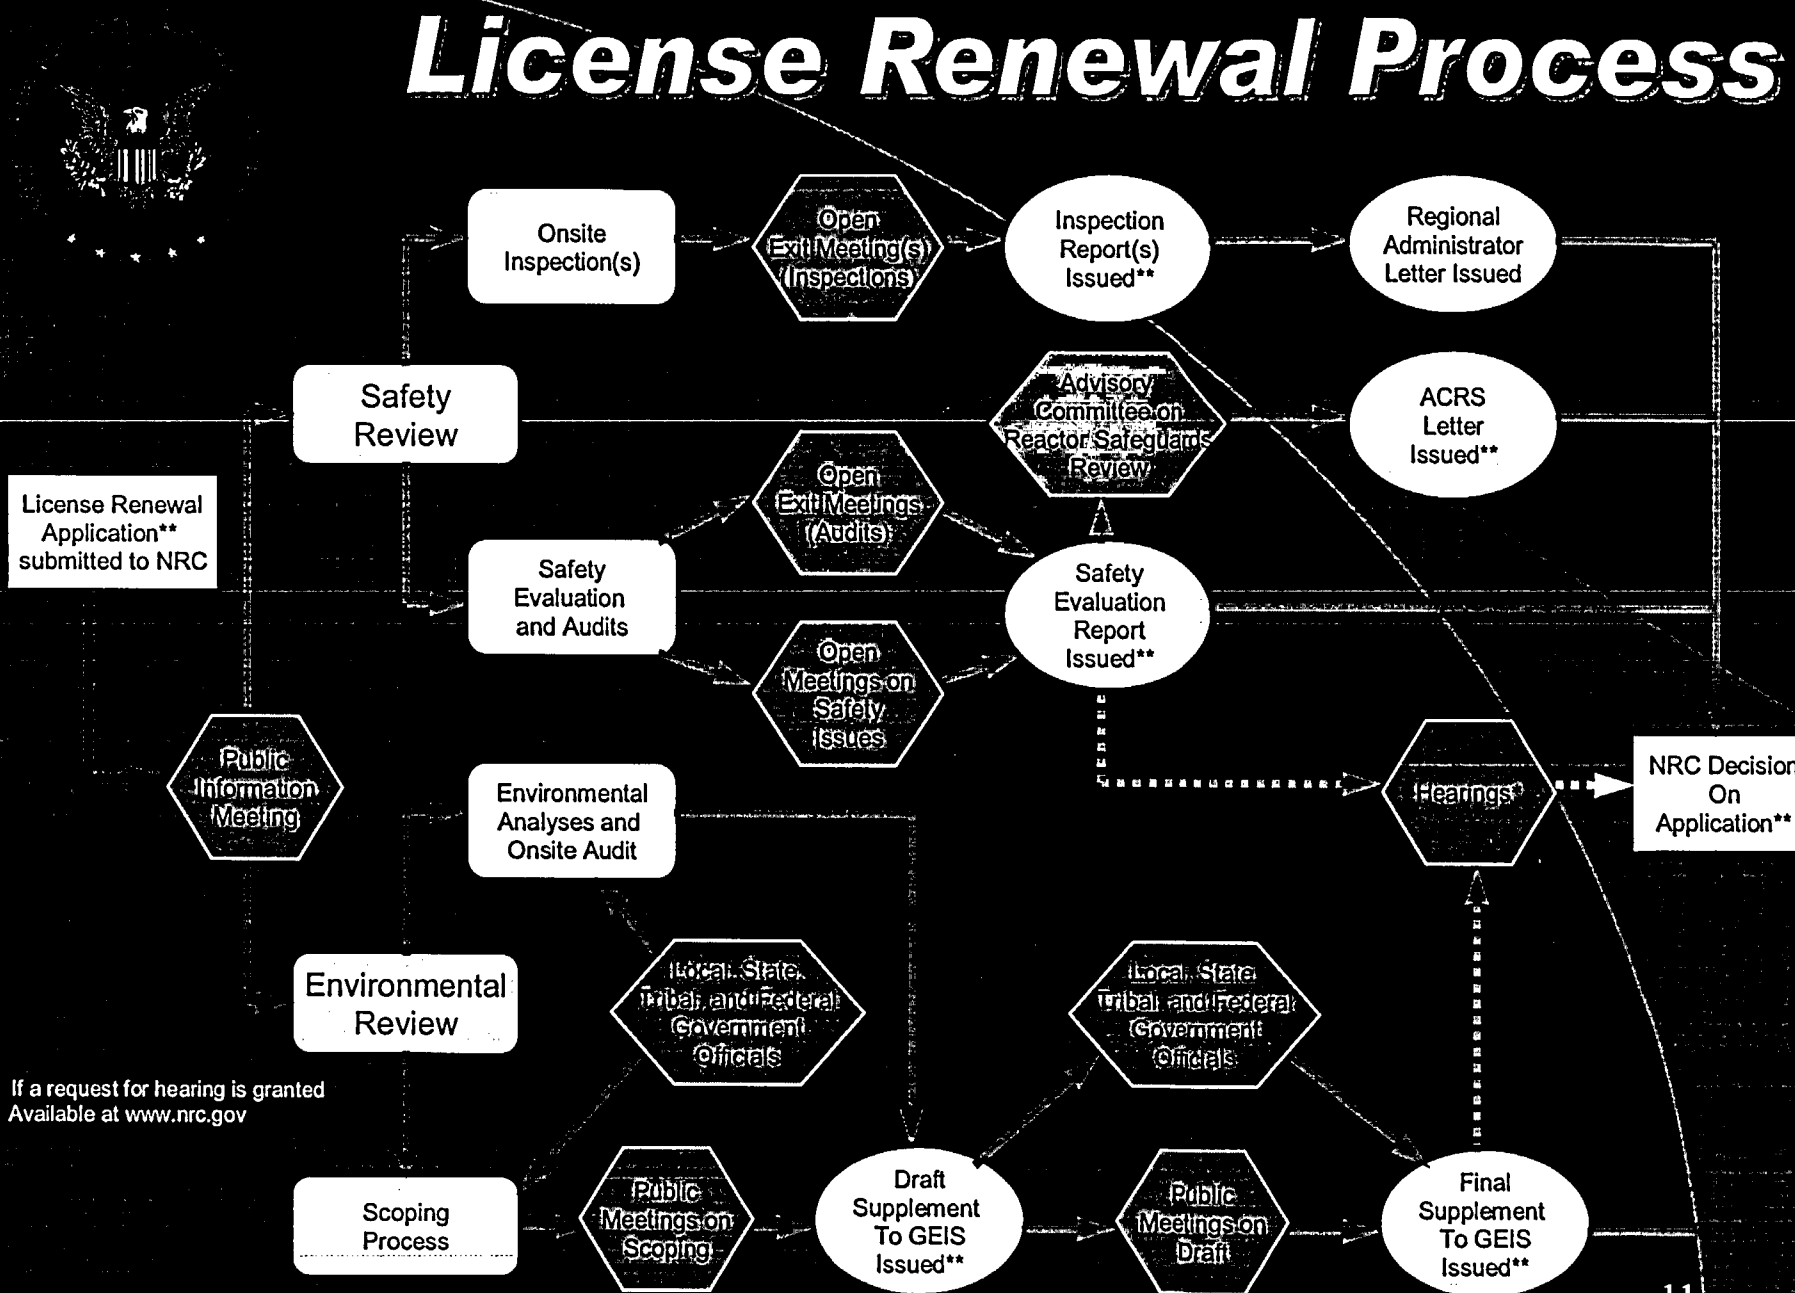 License Renewal Process
Onsite
Inspection(s)
Open
Exit Meeting(s)
(Inspections)
Inspection
Report(s)
Issued**
Regional
Administrator
Letter Issued
Safety
Review
Advisory
Committee on
Reactor Safeguards
Review
ACRS
Letter
Issued**
License Renewal
Application**
submitted to NRC
Open
Exit Meetings
(Audits)
Safety
Evaluation
and Audits
Safety
Evaluation
Report
Issued**
Open
Meetings on
Safety
Issues
Public
Information
Meeting
Environmental
Analyses and
Onsite Audit
Hearings*
NRC Decision
On
Application**
Environmental
Review
Local, State,
Tribal, and Federal
Government
Officials
Local, State,
Tribal, and Federal
Government
Officials
If a request for hearing is granted
Available at www.nrc.gov
Scoping
Process
Public
Meetings on
Scoping
Draft
Supplement
To GEIS
Issued**
Public
Meetings on
Draft
Final
Supplement
To GEIS
Issued**
11